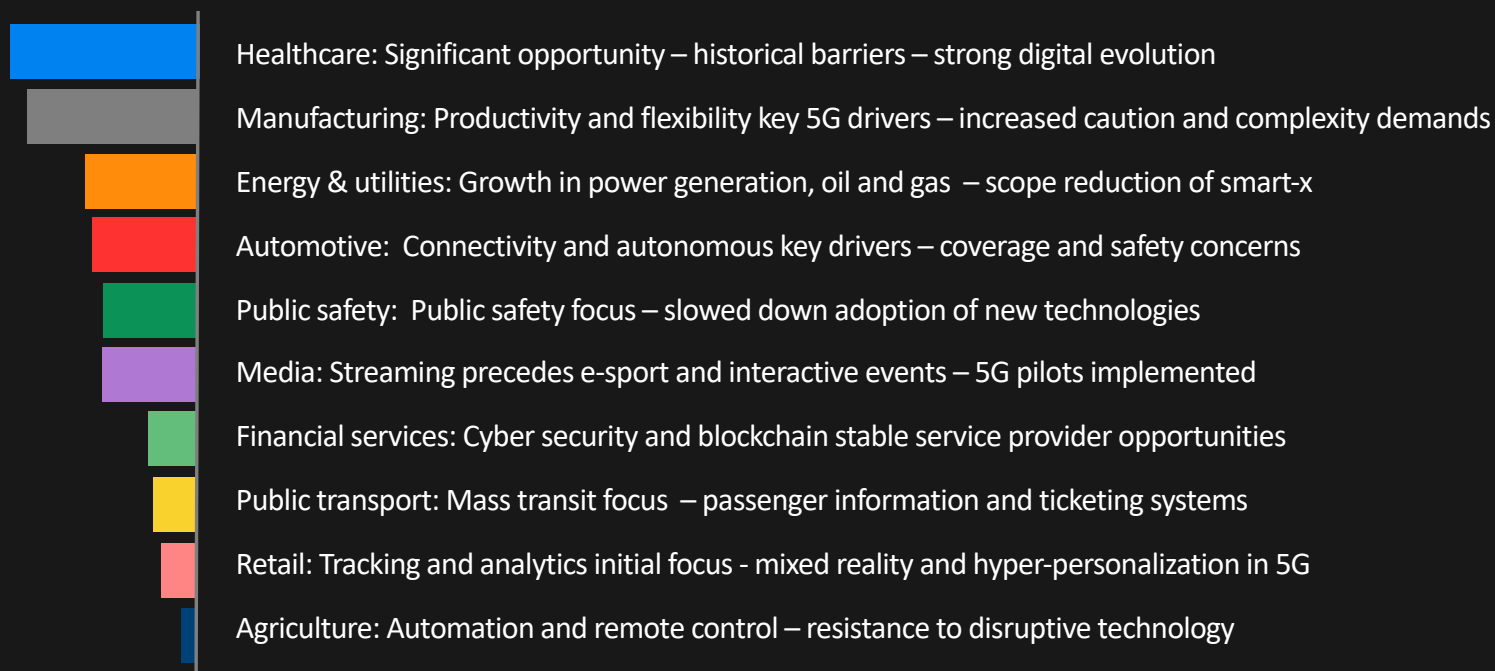 Healthcare: Significant opportunity – historical barriers – strong digital evolution
Manufacturing: Productivity and flexibility key 5G drivers – increased caution and complexity demands
Energy & utilities: Growth in power generation, oil and gas  – scope reduction of smart-x
Automotive:  Connectivity and autonomous key drivers – coverage and safety concerns
Public safety:  Public safety focus – slowed down adoption of new technologies
Media: Streaming precedes e-sport and interactive events – 5G pilots implemented
Financial services: Cyber security and blockchain stable service provider opportunities
Public transport: Mass transit focus  – passenger information and ticketing systems
Retail: Tracking and analytics initial focus - mixed reality and hyper-personalization in 5G
Agriculture: Automation and remote control – resistance to disruptive technology